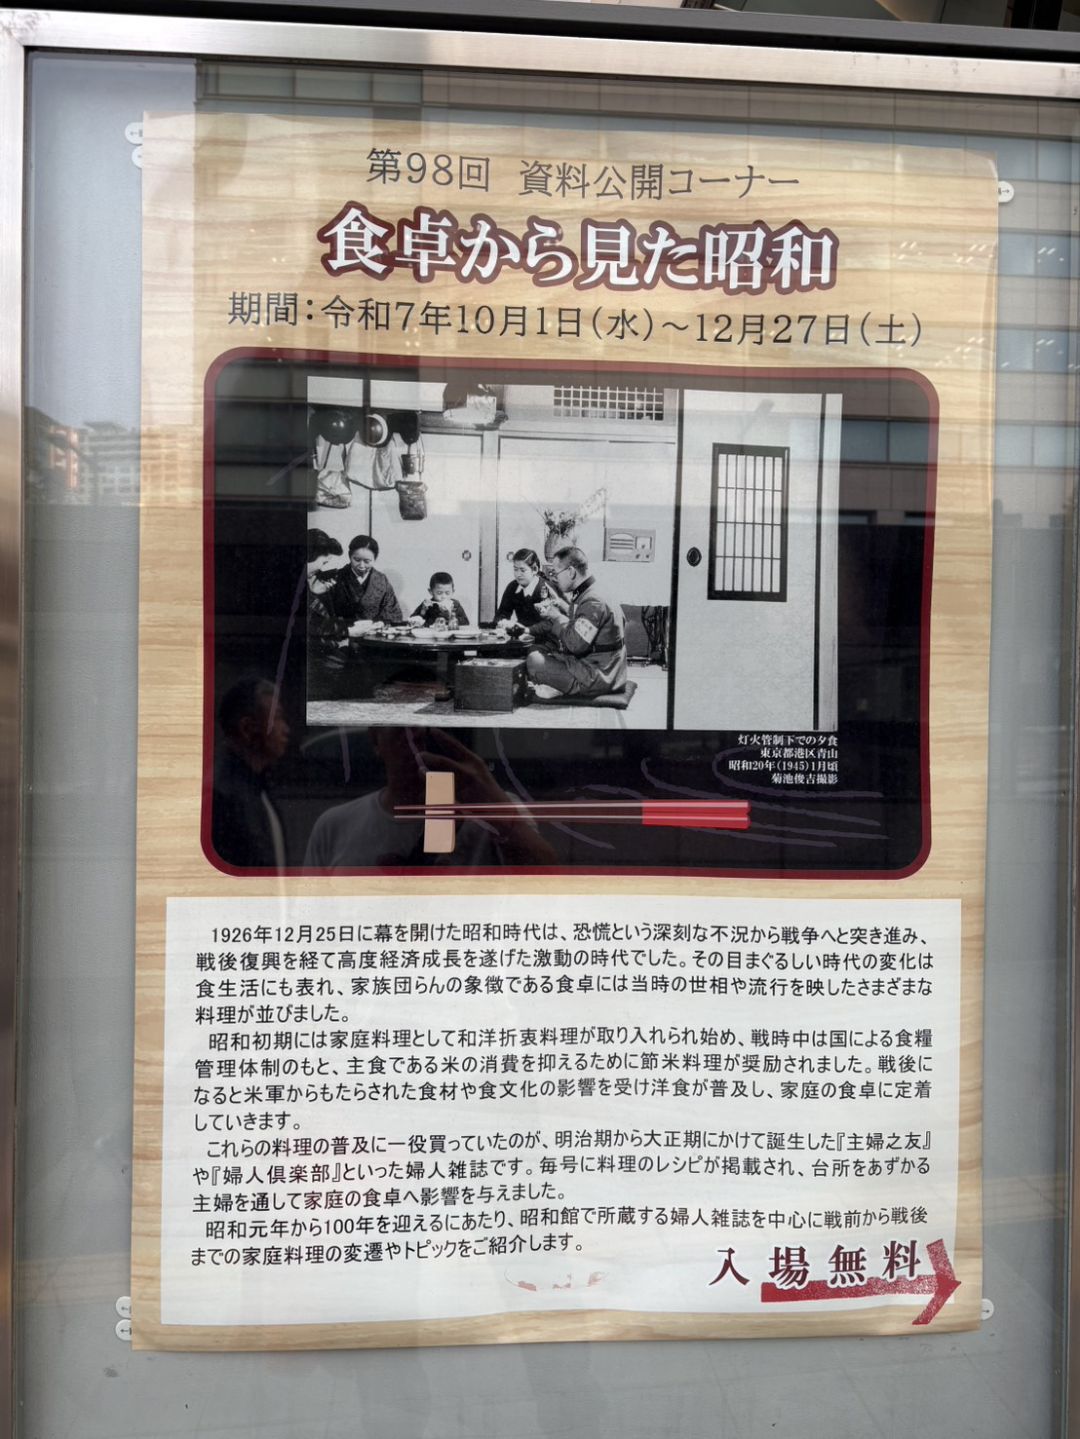 第98回 資料公開コーナー
食卓から見た昭和
期間：令和7年10月1日（水）～12月27日（土）
灯火管制下での夕食
東京都港区青山
昭和20年（1945）1月頃
菊池俊吉撮影
1926年12月25日に幕を開けた昭和時代は、恐慌という深刻な不況から戦争へと突き進み、
戦後復興を経て高度経済成長を遂げた激動の時代でした。その目まぐるしい時代の変化は
食生活にも表れ、家族団らんの象徴である食卓には当時の世相や流行を映したさまざまな
料理が並びました。
昭和初期には家庭料理として和洋折衷料理が取り入れられ始め、戦時中は国による食糧
管理体制のもと、主食である米の消費を抑えるために節米料理が奨励されました。戦後に
なると米軍からもたらされた食材や食文化の影響を受け洋食が普及し、家庭の食卓に定着
していきます。
これらの料理の普及に一役買っていたのが、明治期から大正期にかけて誕生した『主婦之友』
や『婦人倶楽部』といった婦人雑誌です。毎号に料理のレシピが掲載され、台所をあずかる
主婦を通して家庭の食卓へ影響を与えました。
昭和元年から100年を迎えるにあたり、昭和館で所蔵する婦人雑誌を中心に戦前から戦後
までの家庭料理の変遷やトピックをご紹介します。
入場無料